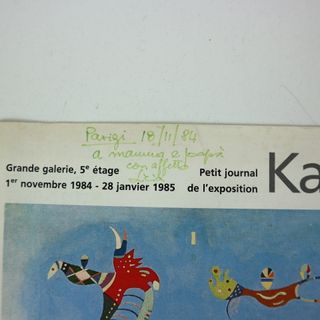 Parigi 18/11/84
a mamma e papà
con affetto
Grande galerie, 5e étage
1er novembre 1984 - 28 janvier 1985
Petit journal
de l'exposition
Ka